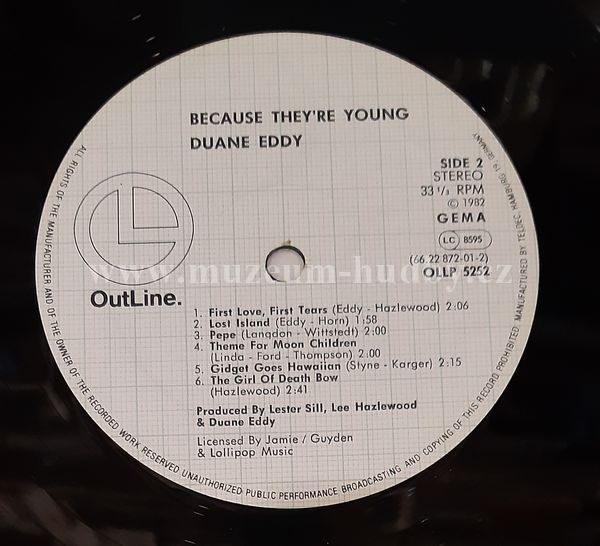 BECAUSE THEY'RE YOUNG
DUANE EDDY
SIDE 2
STEREO
33 1/3 RPM
© 1982
GEMA
LC 8595
(66.22 872-01-2)
OLLP 5252
OutLine.
www.muzeum-hudby.cz
1. First Love, First Tears (Eddy - Hazlewood) 2:06
2. Lost Island (Eddy - Horn) 1:58
3. Pepe (Langdon - Wittstedt) 2:00
4. Theme For Moon Children
(Linda - Ford - Thompson) 2:00
5. Gidget Goes Hawaiian (Styne - Karger) 2:15
6. The Girl Of Death Bow
(Hazlewood) 2:41
Produced By Lester Sill, Lee Hazlewood
& Duane Eddy
Licensed By Jamie / Guyden
& Lollipop Music
ALL RIGHTS OF THE MANUFACTURER AND OF THE OWNER OF THE RECORDED WORK RESERVED UNAUTHORIZED PUBLIC PERFORMANCE BROADCASTING AND COPYING OF THIS RECORD PROHIBITED. MANUFACTURED BY TELDEC, HAMBURG 19, GERMANY